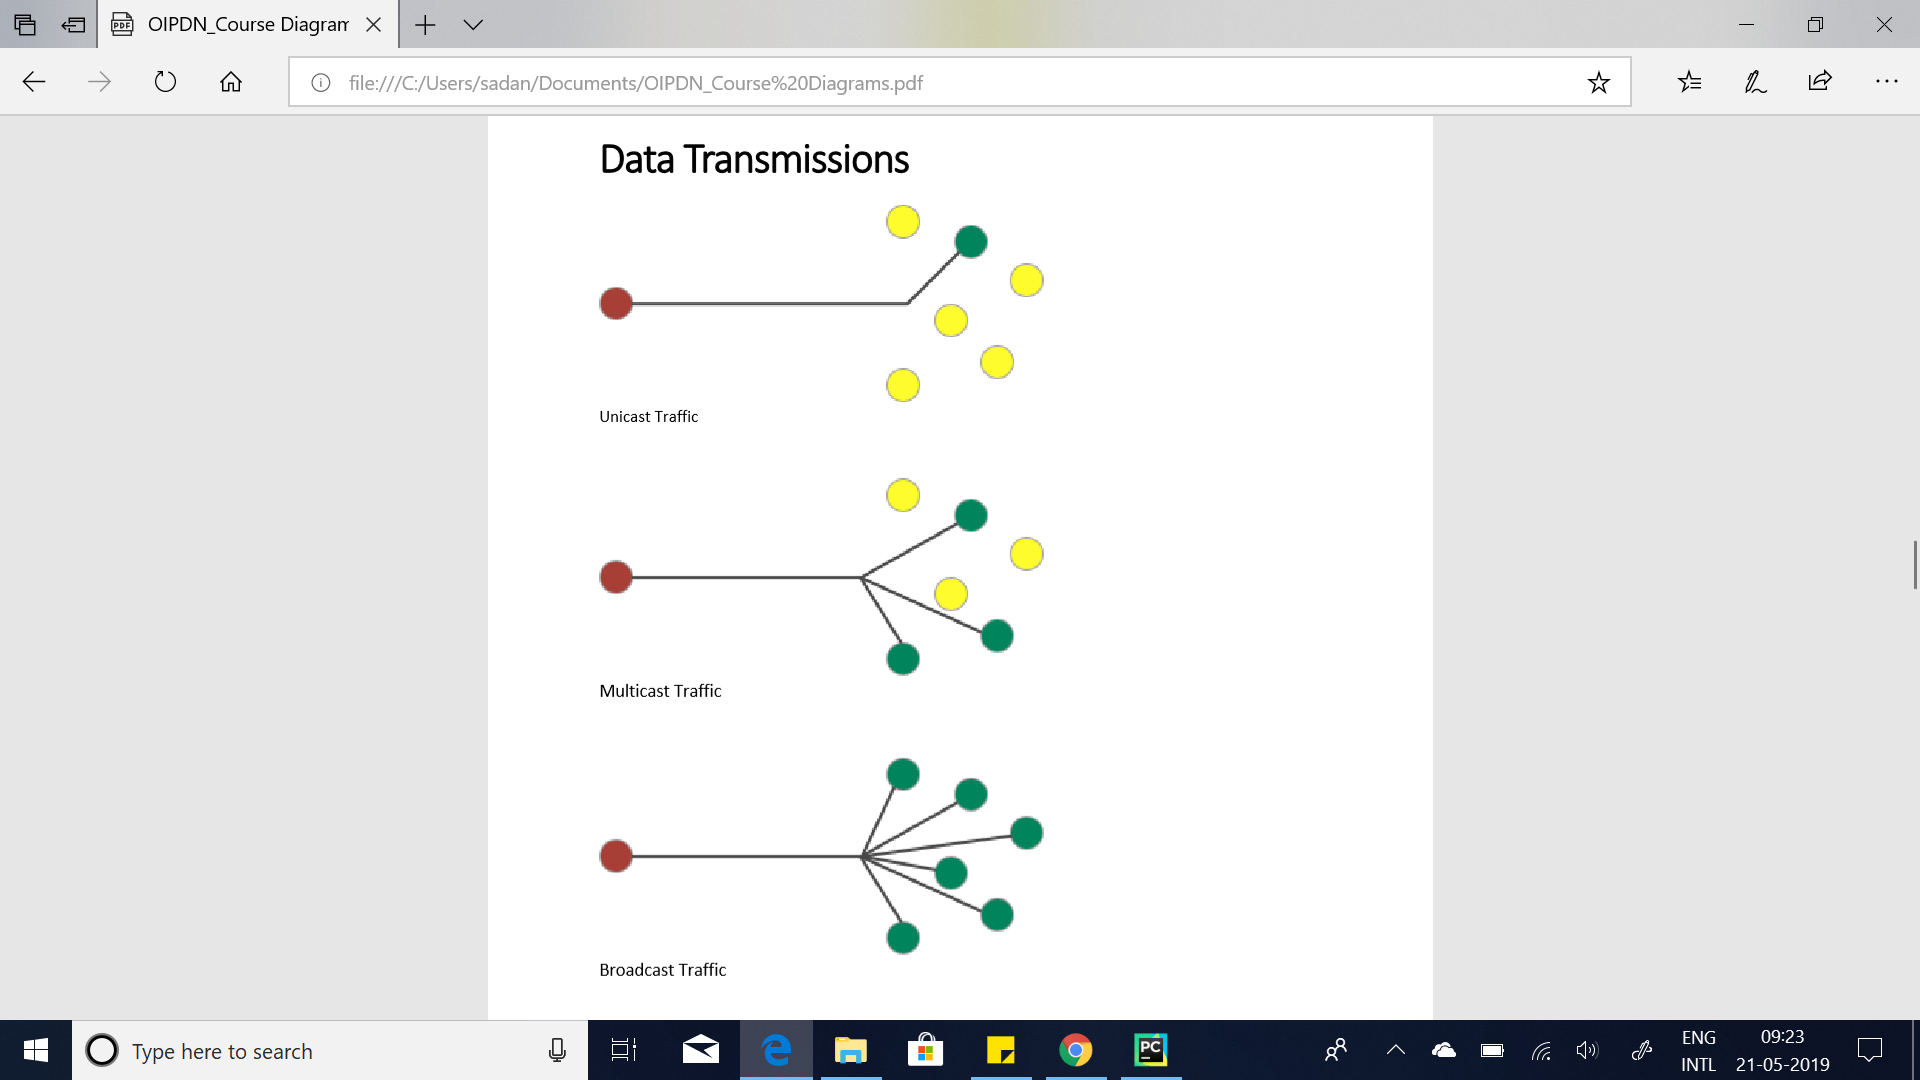 OIPDN_Course Diagram
file:///C:/Users/sadan/Documents/OIPDN_Course%20Diagrams.pdf
Data Transmissions
Unicast Traffic
Multicast Traffic
Broadcast Traffic
Type here to search
PC
ENG
INTL
09:23
21-05-2019